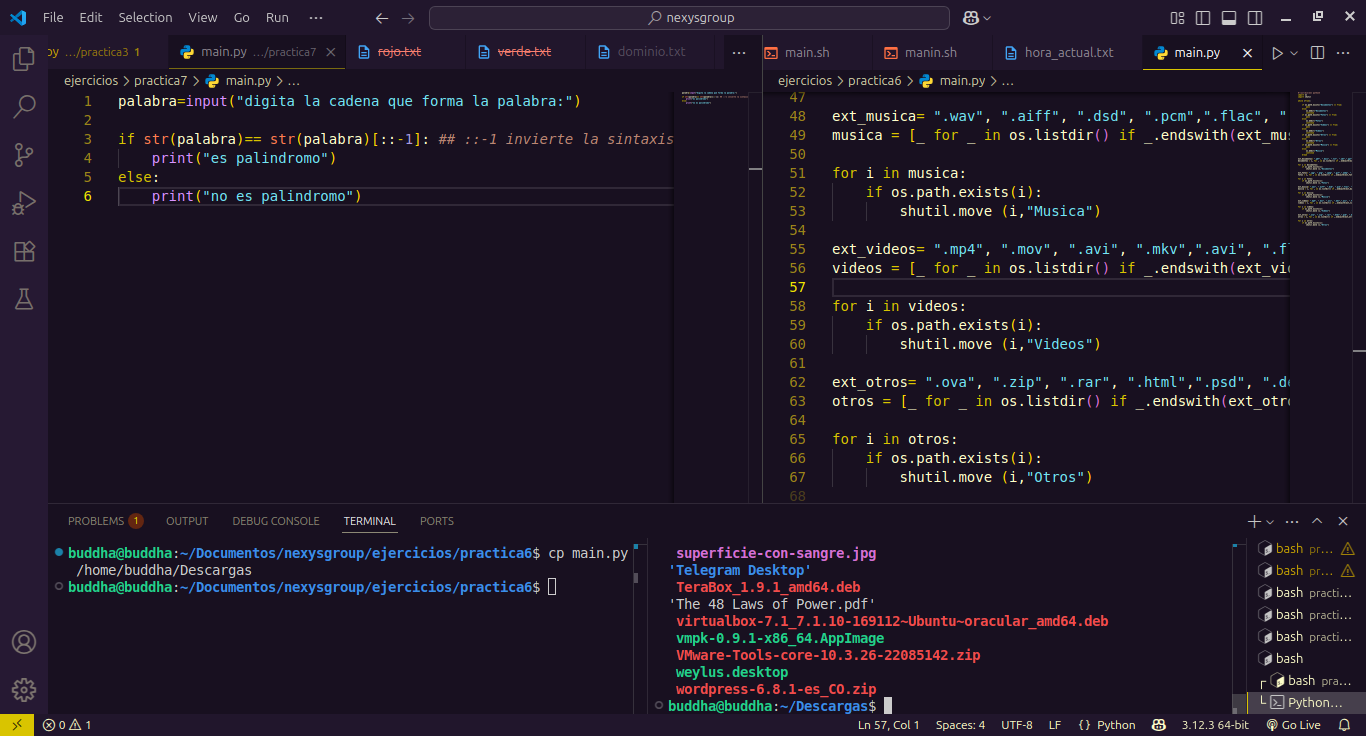 File Edit Selection View Go Run ··· nexysgroup
py .../practica3 1 main.py .../practica7 rojo.txt verde.txt dominio.txt ···
main.sh manin.sh hora_actual.txt main.py ···
ejercicios > practica7 > main.py > ...
1 palabra=input("digita la cadena que forma la palabra:")
2
3 if str(palabra)== str(palabra)[::-1]: ## ::-1 invierte la sintaxis
4 print("es palindromo")
5 else:
6 print("no es palindromo")
ejercicios > practica6 > main.py > ...
47
48 ext_musica= ".wav", ".aiff", ".dsd", ".pcm",".flac", "
49 musica = [_ for _ in os.listdir() if _.endswith(ext_mus
50
51 for i in musica:
52 if os.path.exists(i):
53 shutil.move (i,"Musica")
54
55 ext_videos= ".mp4", ".mov", ".avi", ".mkv",".avi", ".fl
56 videos = [_ for _ in os.listdir() if _.endswith(ext_vid
57
58 for i in videos:
59 if os.path.exists(i):
60 shutil.move (i,"Videos")
61
62 ext_otros= ".ova", ".zip", ".rar", ".html",".psd", ".do
63 otros = [_ for _ in os.listdir() if _.endswith(ext_otro
64
65 for i in otros:
66 if os.path.exists(i):
67 shutil.move (i,"Otros")
68
PROBLEMS 1 OUTPUT DEBUG CONSOLE TERMINAL PORTS
buddha@buddha:~/Documentos/nexysgroup/ejercicios/practica6$ cp main.py
/home/buddha/Descargas
buddha@buddha:~/Documentos/nexysgroup/ejercicios/practica6$
superficie-con-sangre.jpg
'Telegram Desktop'
TeraBox_1.9.1_amd64.deb
'The 48 Laws of Power.pdf'
virtualbox-7.1_7.1.10-169112~Ubuntu~oracular_amd64.deb
vmpk-0.9.1-x86_64.AppImage
VMware-Tools-core-10.3.26-22085142.zip
weylus.desktop
wordpress-6.8.1-es_CO.zip
buddha@buddha:~/Descargas$
bash pr...
bash pr...
bash practi...
bash practi...
bash practi...
bash
bash pra...
Python...
0 1 Ln 57, Col 1 Spaces: 4 UTF-8 LF {} Python 3.12.3 64-bit Go Live